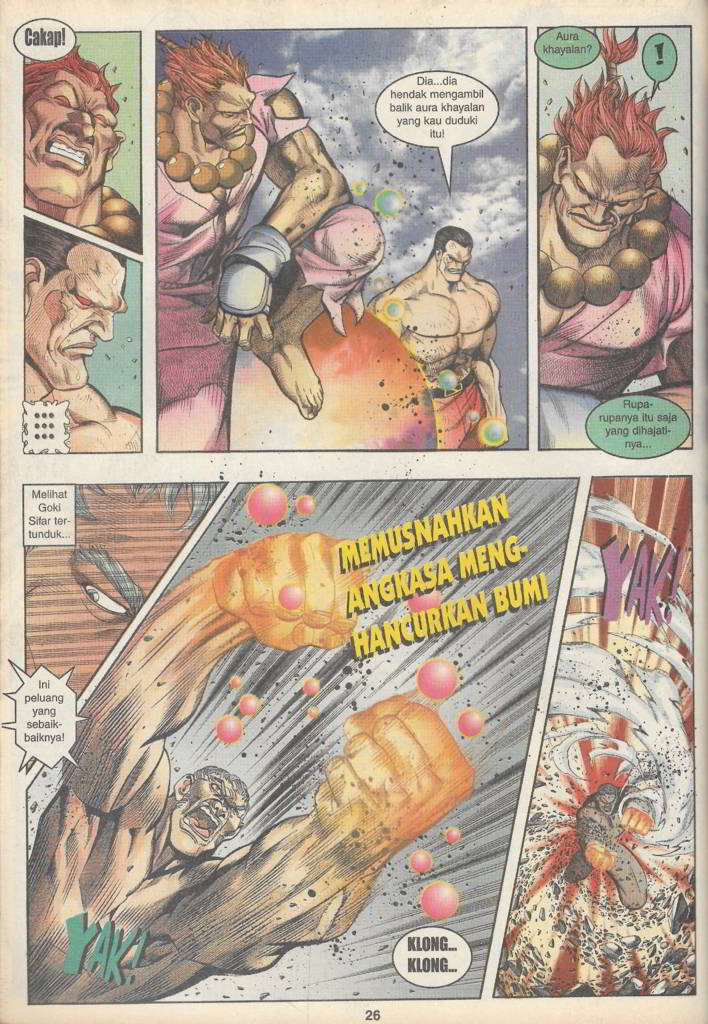 Cakap!
Dia...dia
hendak mengambil
balik aura khayalan
yang kau duduki
itu!
Aura
khayalan?
!
Rupa-
rupanya itu saja
yang dihajati-
nya...
Melihat
Goki
Sifar ter-
tunduk...
Ini
peluang
yang
sebaik-
baiknya!
MEMUSNAHKAN
ANGKASA MENG-
HANCURKAN BUMI
YAK!
KLONG...
KLONG...
YAK!
26